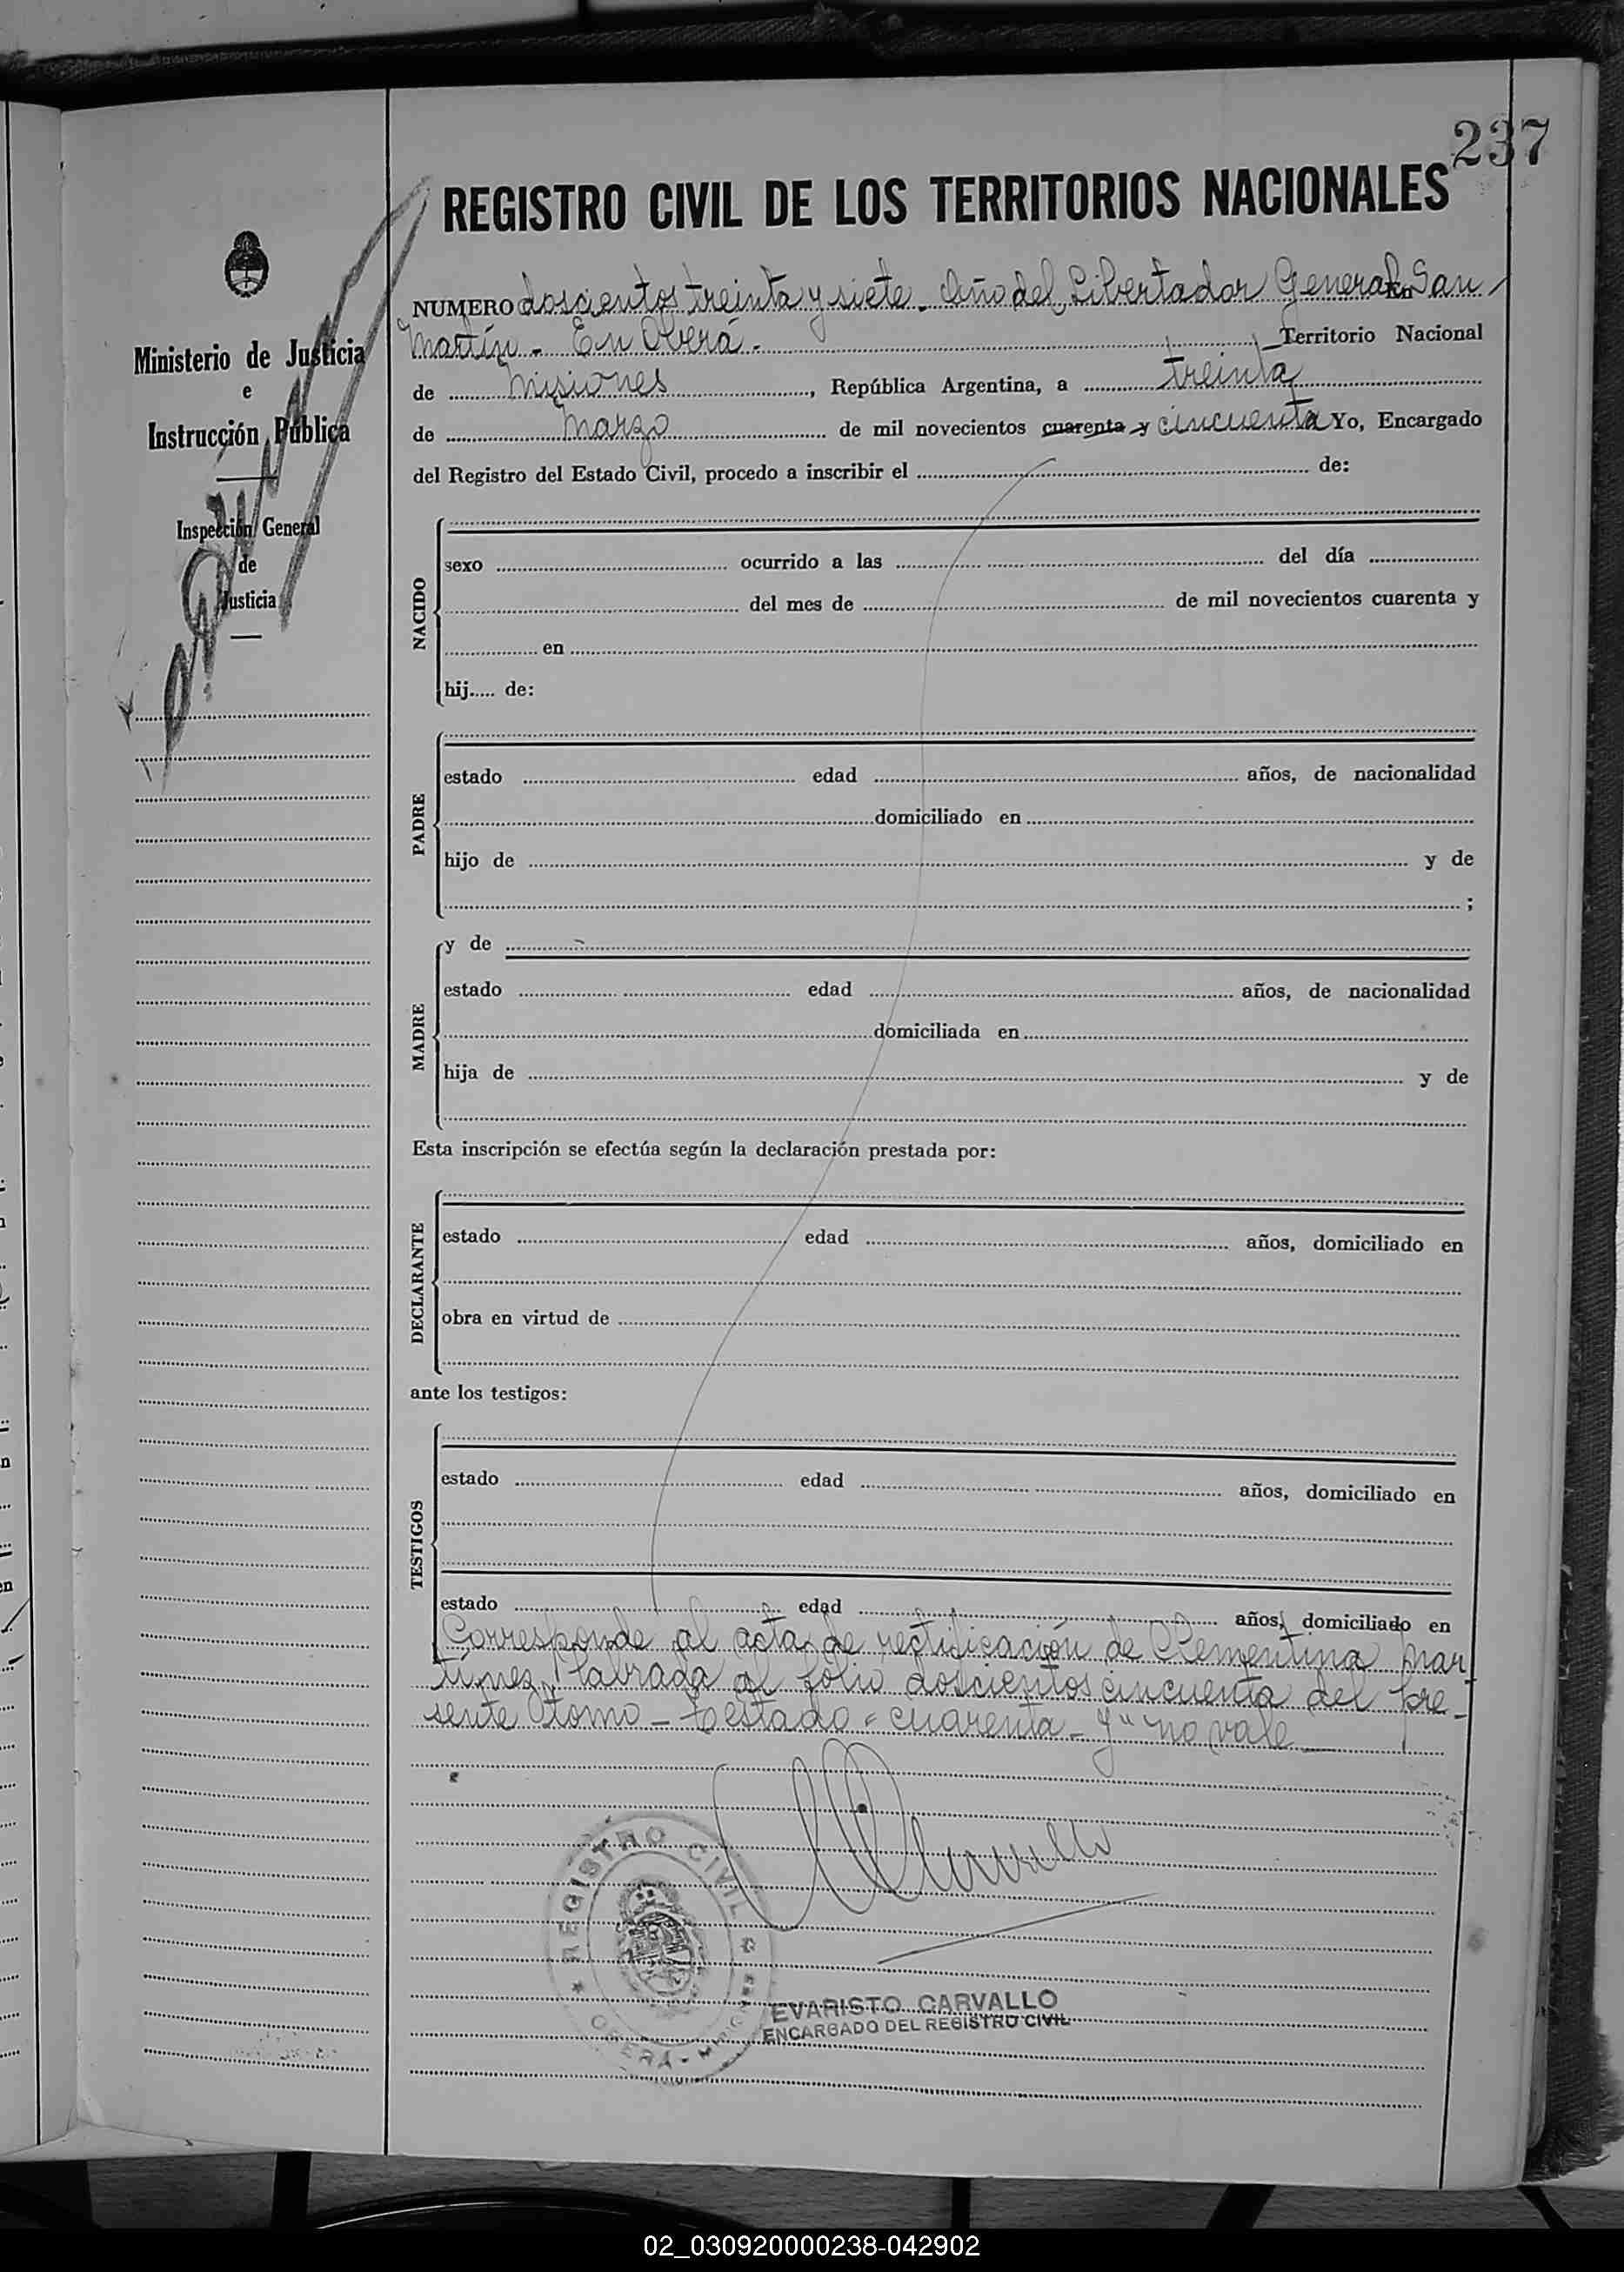 237
REGISTRO CIVIL DE LOS TERRITORIOS NACIONALES
Ministerio de Justicia
e
Instrucción Pública
Inspección General
de
Justicia
NUMERO doscientos treinta y siete. Año del Libertador General En San
Martín - En Oberá. Territorio Nacional
de Misiones, República Argentina, a treinta
de Marzo de mil novecientos cuarenta y cincuenta Yo, Encargado
del Registro del Estado Civil, procedo a inscribir el de:
NACIDO
sexo ocurrido a las del día
del mes de de mil novecientos cuarenta y
en
hij..... de:
PADRE
estado edad años, de nacionalidad
domiciliado en
hijo de y de
;
MADRE
y de
estado edad años, de nacionalidad
domiciliada en
hija de y de
Esta inscripción se efectúa según la declaración prestada por:
DECLARANTE
estado edad años, domiciliado en
obra en virtud de
ante los testigos:
TESTIGOS
estado edad años, domiciliado en
estado edad años, domiciliado en
Corresponde al acta de rectificación de Clementina Mar-
tínez, labrada al folio doscientos cincuenta del pre-
sente tomo - Testado "cuarenta - y" no vale
REGISTRO CIVIL
OBERÁ - MISIONES
EVARISTO CARVALLO
ENCARGADO DEL REGISTRO CIVIL
02_030920000238-042902